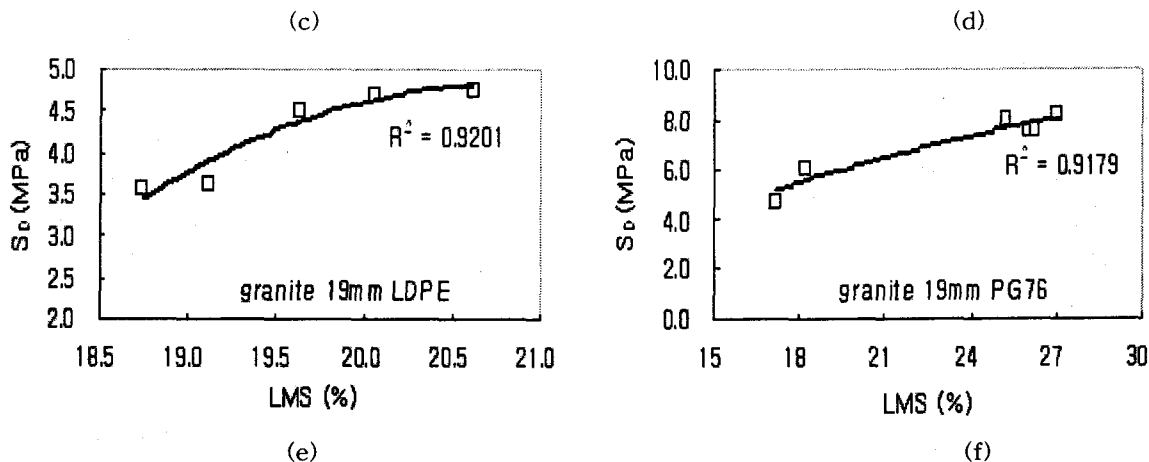 (c)
(d)
5.0
4.5
4.0
3.5
3.0
2.5
2.0
S_D (MPa)
R² = 0.9201
granite 19mm LDPE
18.5 19.0 19.5 20.0 20.5 21.0
LMS (%)
(e)
10.0
8.0
6.0
4.0
2.0
0.0
S_D (MPa)
R² = 0.9179
granite 19mm PG76
15 18 21 24 27 30
LMS (%)
(f)